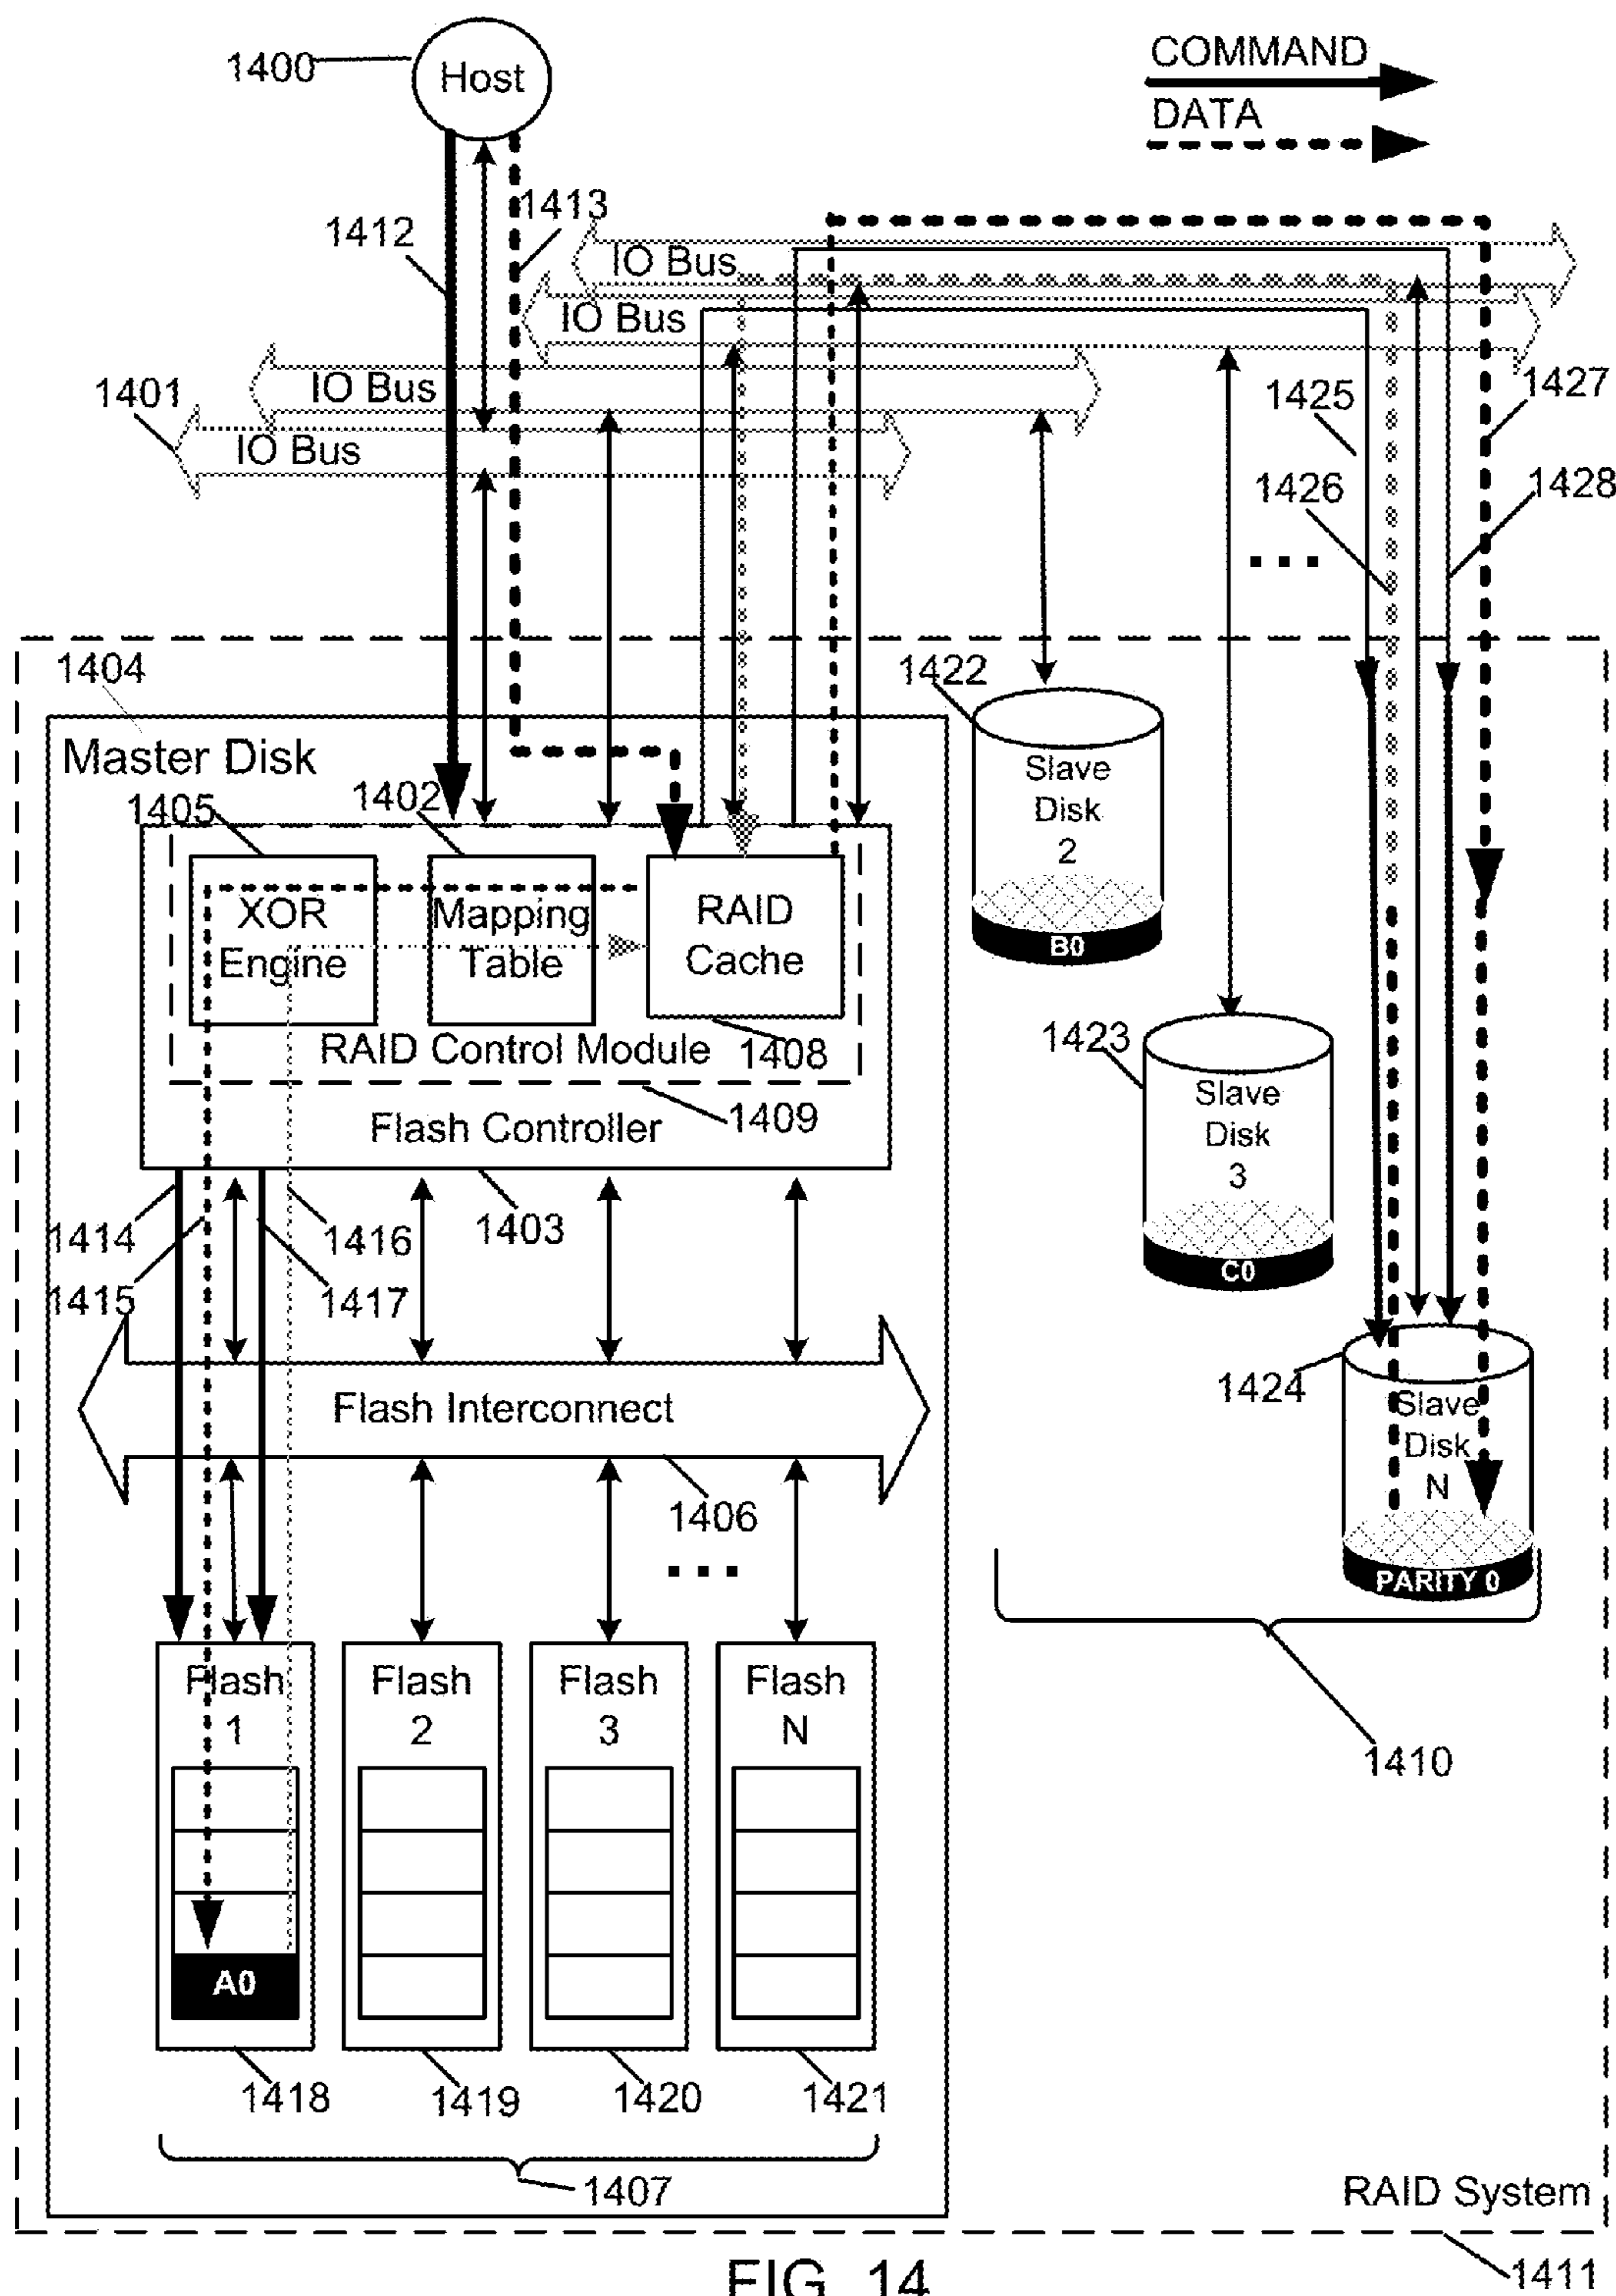 1400
Host
COMMAND
DATA
1412
1413
IO Bus
IO Bus
IO Bus
1401
IO Bus
1425
1427
1426
1428
1404
Master Disk
1405
1402
XOR
Engine
Mapping
Table
RAID
Cache
RAID Control Module
1408
Flash Controller
1409
1422
Slave
Disk
2
B0
1423
Slave
Disk
3
C0
1424
Slave
Disk
N
PARITY 0
1410
1414
1415
1416
1417
1403
Flash Interconnect
1406
Flash
1
Flash
2
Flash
3
Flash
N
A0
1418
1419
1420
1421
1407
RAID System
1411
FIG. 14